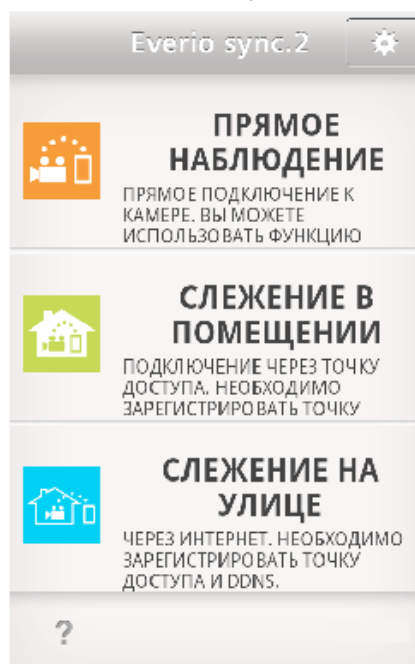 Everio sync.2
ПРЯМОЕ
НАБЛЮДЕНИЕ
ПРЯМОЕ ПОДКЛЮЧЕНИЕ К
КАМЕРЕ. ВЫ МОЖЕТЕ
ИСПОЛЬЗОВАТЬ ФУНКЦИЮ
СЛЕЖЕНИЕ В
ПОМЕЩЕНИИ
ПОДКЛЮЧЕНИЕ ЧЕРЕЗ ТОЧКУ
ДОСТУПА. НЕОБХОДИМО
ЗАРЕГИСТРИРОВАТЬ ТОЧКУ
СЛЕЖЕНИЕ НА
УЛИЦЕ
ЧЕРЕЗ ИНТЕРНЕТ. НЕОБХОДИМО
ЗАРЕГИСТРИРОВАТЬ ТОЧКУ
ДОСТУПА И DDNS.
?